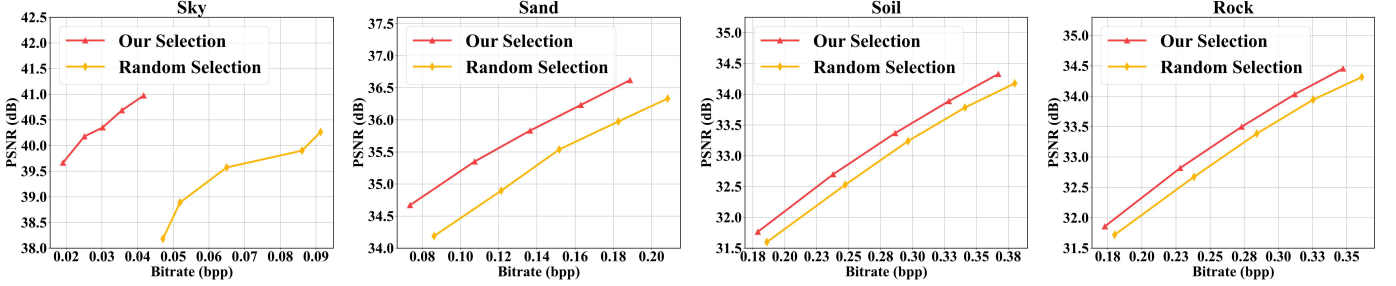 Sky
PSNR (dB)
42.5
42.0
41.5
41.0
40.5
40.0
39.5
39.0
38.5
38.0
Our Selection
Random Selection
0.02 0.03 0.04 0.05 0.06 0.07 0.08 0.09
Bitrate (bpp)
Sand
PSNR (dB)
37.5
37.0
36.5
36.0
35.5
35.0
34.5
34.0
Our Selection
Random Selection
0.08 0.10 0.12 0.14 0.16 0.18 0.20
Bitrate (bpp)
Soil
PSNR (dB)
35.0
34.5
34.0
33.5
33.0
32.5
32.0
31.5
Our Selection
Random Selection
0.18 0.20 0.23 0.25 0.28 0.30 0.33 0.35 0.38
Bitrate (bpp)
Rock
PSNR (dB)
35.0
34.5
34.0
33.5
33.0
32.5
32.0
31.5
Our Selection
Random Selection
0.18 0.20 0.23 0.25 0.28 0.30 0.33 0.35
Bitrate (bpp)